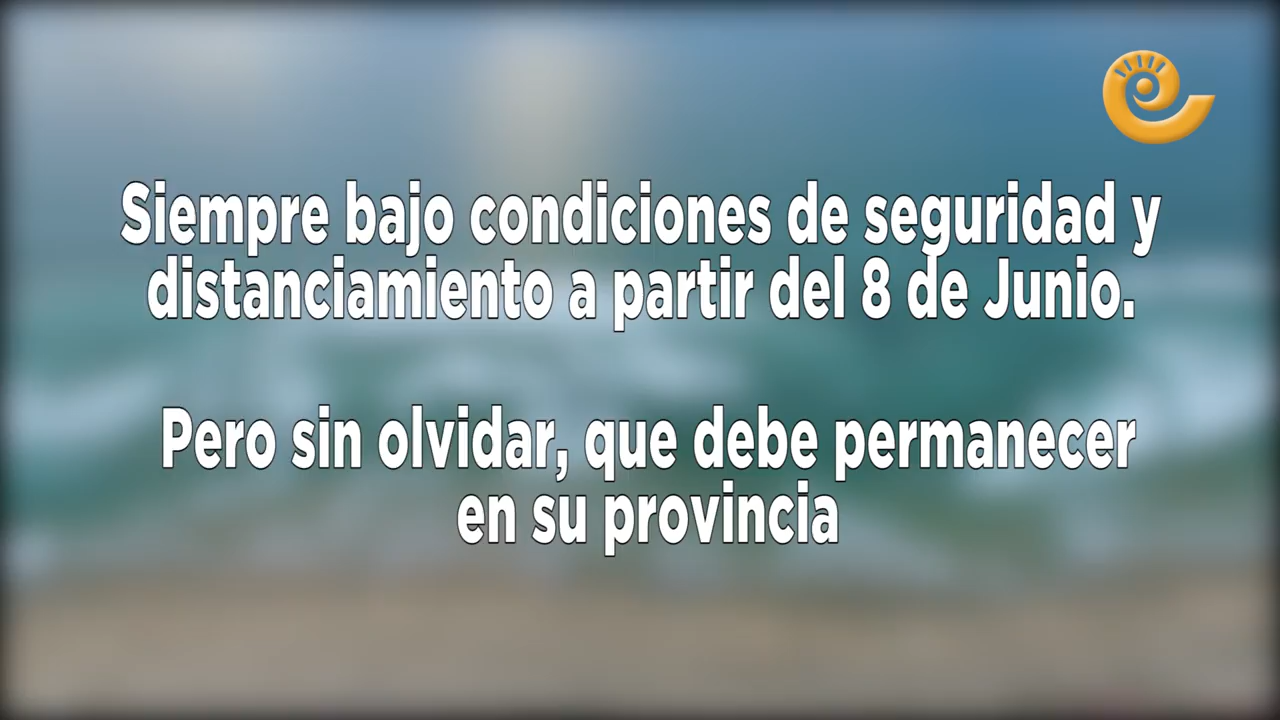 Siempre bajo condiciones de seguridad y
distanciamiento a partir del 8 de Junio.
Pero sin olvidar, que debe permanecer
en su provincia